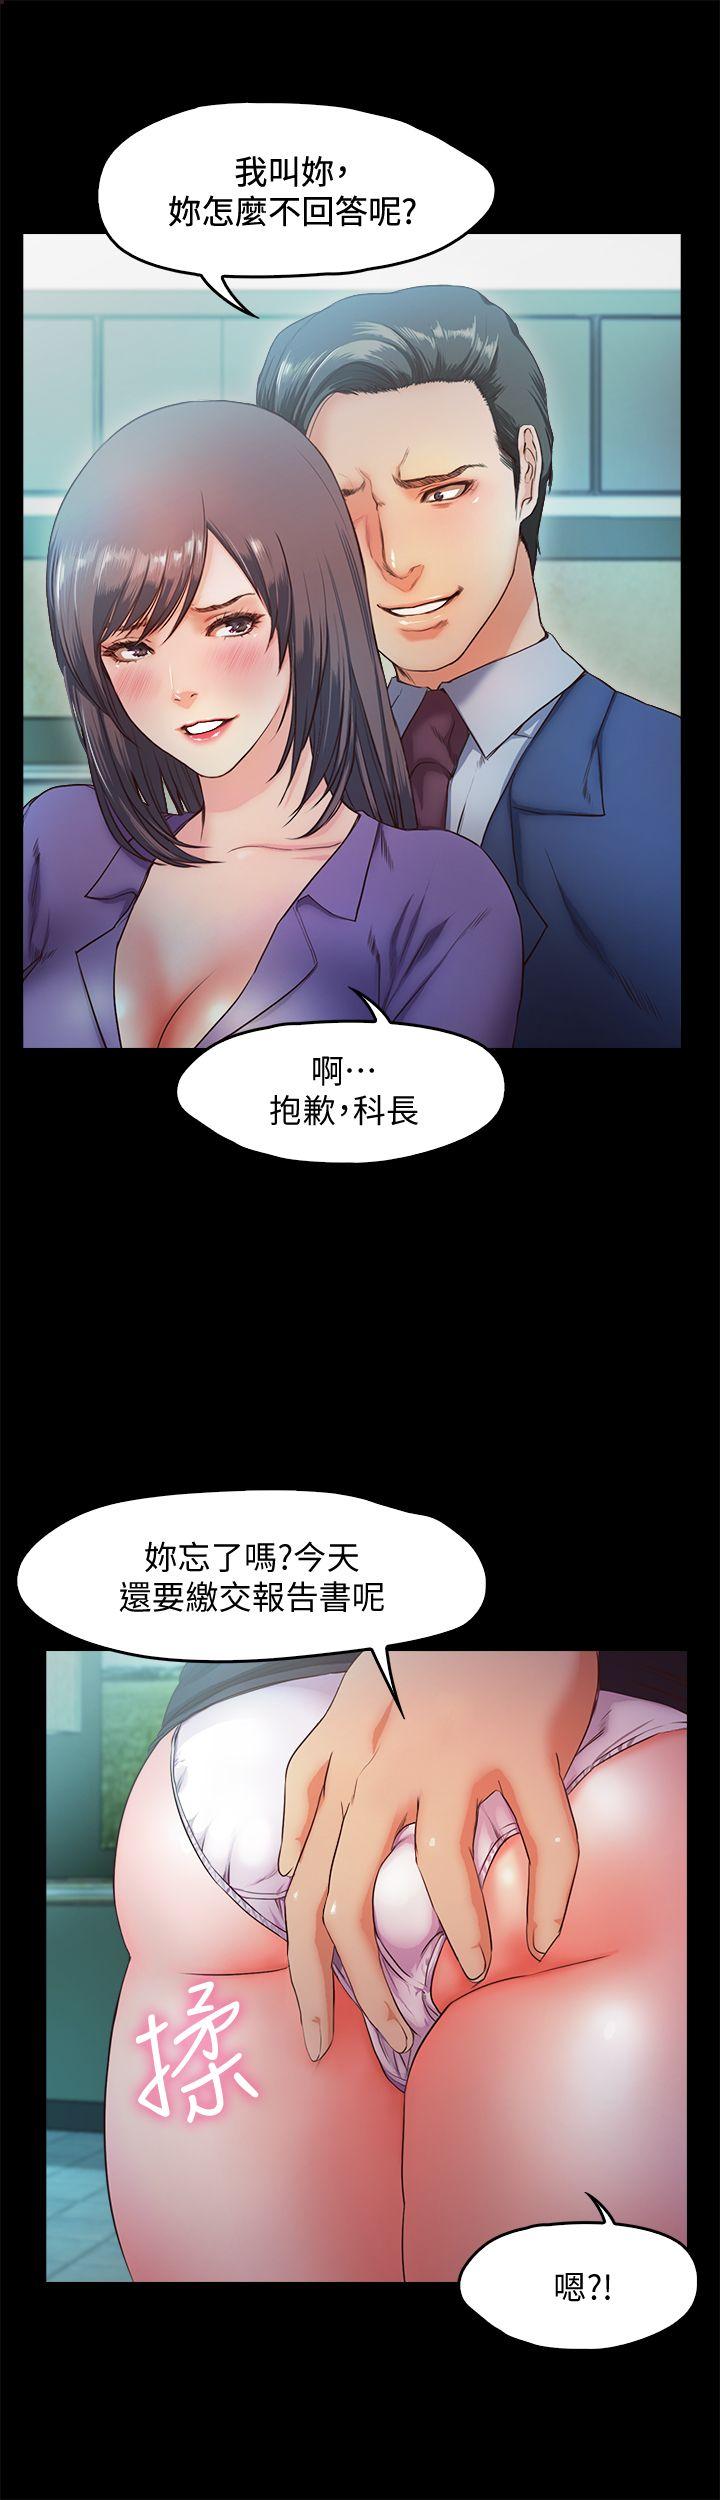 我叫妳，
妳怎麼不回答呢?
啊…
抱歉，科長
妳忘了嗎?今天
還要繳交報告書呢
揉
嗯?!